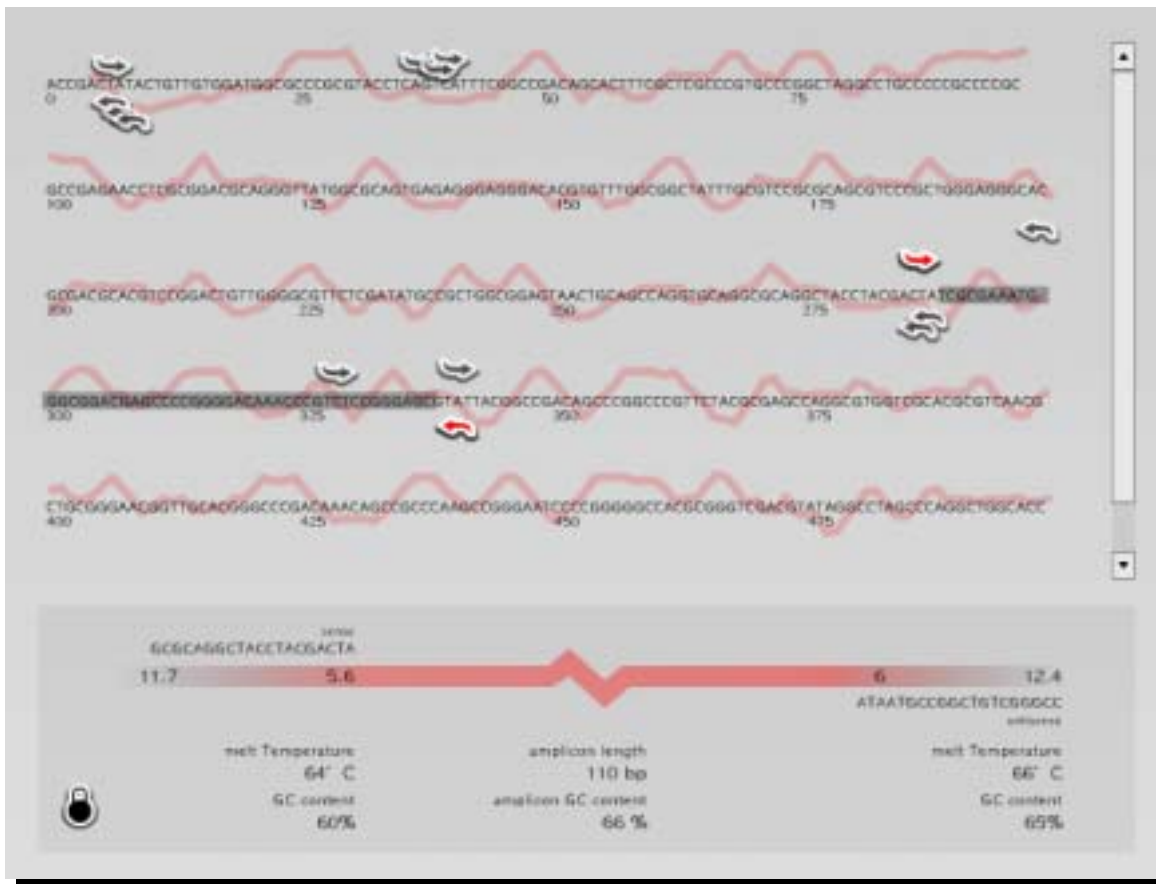 ACCGACTATACTGTTGTGGATGGCGCCCGCGTACCTCAGTCATTTCGGCCGACAGCACTTTCGCTCGCCCGTGCCCGGCTAGGCCTGCCCCCGCCCCGC
0 25 50 75
GCCGAGAACCTCGCGGACGCAGGGTTATGGCGCAGTGAGAGGGAGGGACACGTGTTTGGCGGCTATTTGCGTCCGCGCAGCGTCCCGCTGGGAGGGCAC
100 125 150 175
GCGACGCACGTCCGGACTGTTGGGGCGTTCTCGATATGCCGCTGGCGGAGTAACTGCAGCCAGGTGCAGGCGCAGGCTACCTACGACTATCGCGAAATG
200 225 250 275
GGCGGACGAGCCCCGGGGACAAACCCGTCTCCGGGAGCGTATTACGGCCGACAGCCCGGCCCGTTCTACGCGAGCCAGGCGTGGTCGCACGCGTCAACG
300 325 350 375
CTGCGGGAACGGTTGCACGGGCCCGACAAACAGCCGCCCAAGCCGGGAATCCCCGGGGGCCACGCGGGTCGACGTATAGGCCTAGCCCAGGCTGGCACC
400 425 450 475
sense
GCGCAGGCTACCTACGACTA
11.7 5.6 6 12.4
ATAATGCCGGCTGTCGGGCC
antisense
melt Temperature amplicon length melt Temperature
64° C 110 bp 66° C
GC content amplicon GC content GC content
60% 66 % 65%